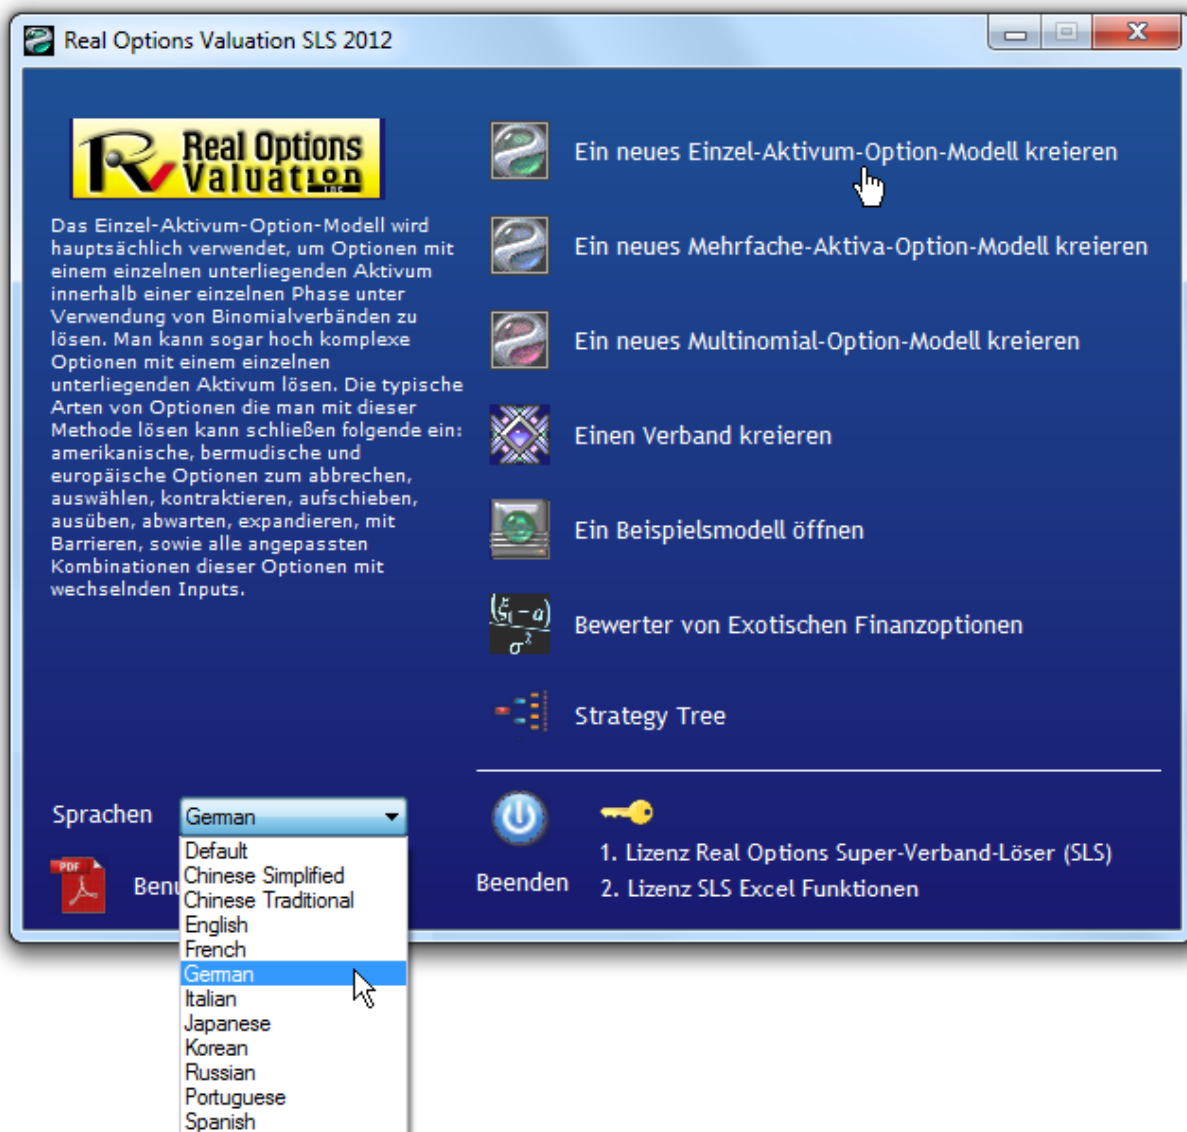 Real Options Valuation SLS 2012
Real Options
Valuation
Das Einzel-Aktivum-Option-Modell wird
hauptsächlich verwendet, um Optionen mit
einem einzelnen unterliegenden Aktivum
innerhalb einer einzelnen Phase unter
Verwendung von Binomialverbänden zu
lösen. Man kann sogar hoch komplexe
Optionen mit einem einzelnen
unterliegenden Aktivum lösen. Die typische
Arten von Optionen die man mit dieser
Methode lösen kann schließen folgende ein:
amerikanische, bermudische und
europäische Optionen zum abbrechen,
auswählen, kontraktieren, aufschieben,
ausüben, abwarten, expandieren, mit
Barrieren, sowie alle angepassten
Kombinationen dieser Optionen mit
wechselnden Inputs.
Ein neues Einzel-Aktivum-Option-Modell kreieren
Ein neues Mehrfache-Aktiva-Option-Modell kreieren
Ein neues Multinomial-Option-Modell kreieren
Einen Verband kreieren
Ein Beispielsmodell öffnen
Bewerter von Exotischen Finanzoptionen
Strategy Tree
Sprachen
German
Default
Chinese Simplified
Chinese Traditional
English
French
German
Italian
Japanese
Korean
Russian
Portuguese
Spanish
PDF
Beenden
1. Lizenz Real Options Super-Verband-Löser (SLS)
2. Lizenz SLS Excel Funktionen